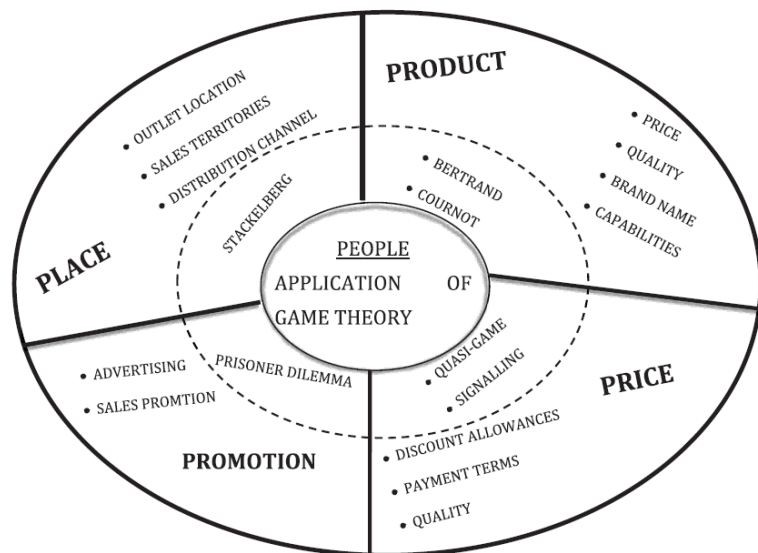 PRODUCT
• PRICE
• QUALITY
• BRAND NAME
• CAPABILITIES
• BERTRAND
• COURNOT
• OUTLET LOCATION
• SALES TERRITORIES
• DISTRIBUTION CHANNEL
STACKELBERG
PLACE
PEOPLE
APPLICATION OF
GAME THEORY
• QUASI-GAME
• SIGNALLING
PRICE
• DISCOUNT ALLOWANCES
• PAYMENT TERMS
• QUALITY
PRISONER DILEMMA
• ADVERTISING
• SALES PROMTION
PROMOTION